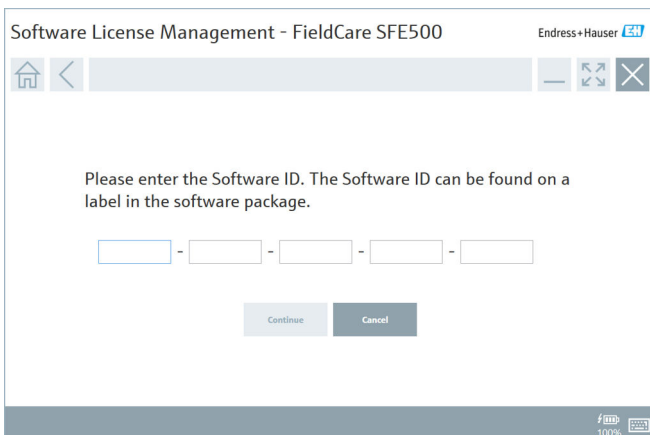 Software License Management - FieldCare SFE500
Endress+Hauser EH
Please enter the Software ID. The Software ID can be found on a
label in the software package.
- - - -
Continue Cancel
100%